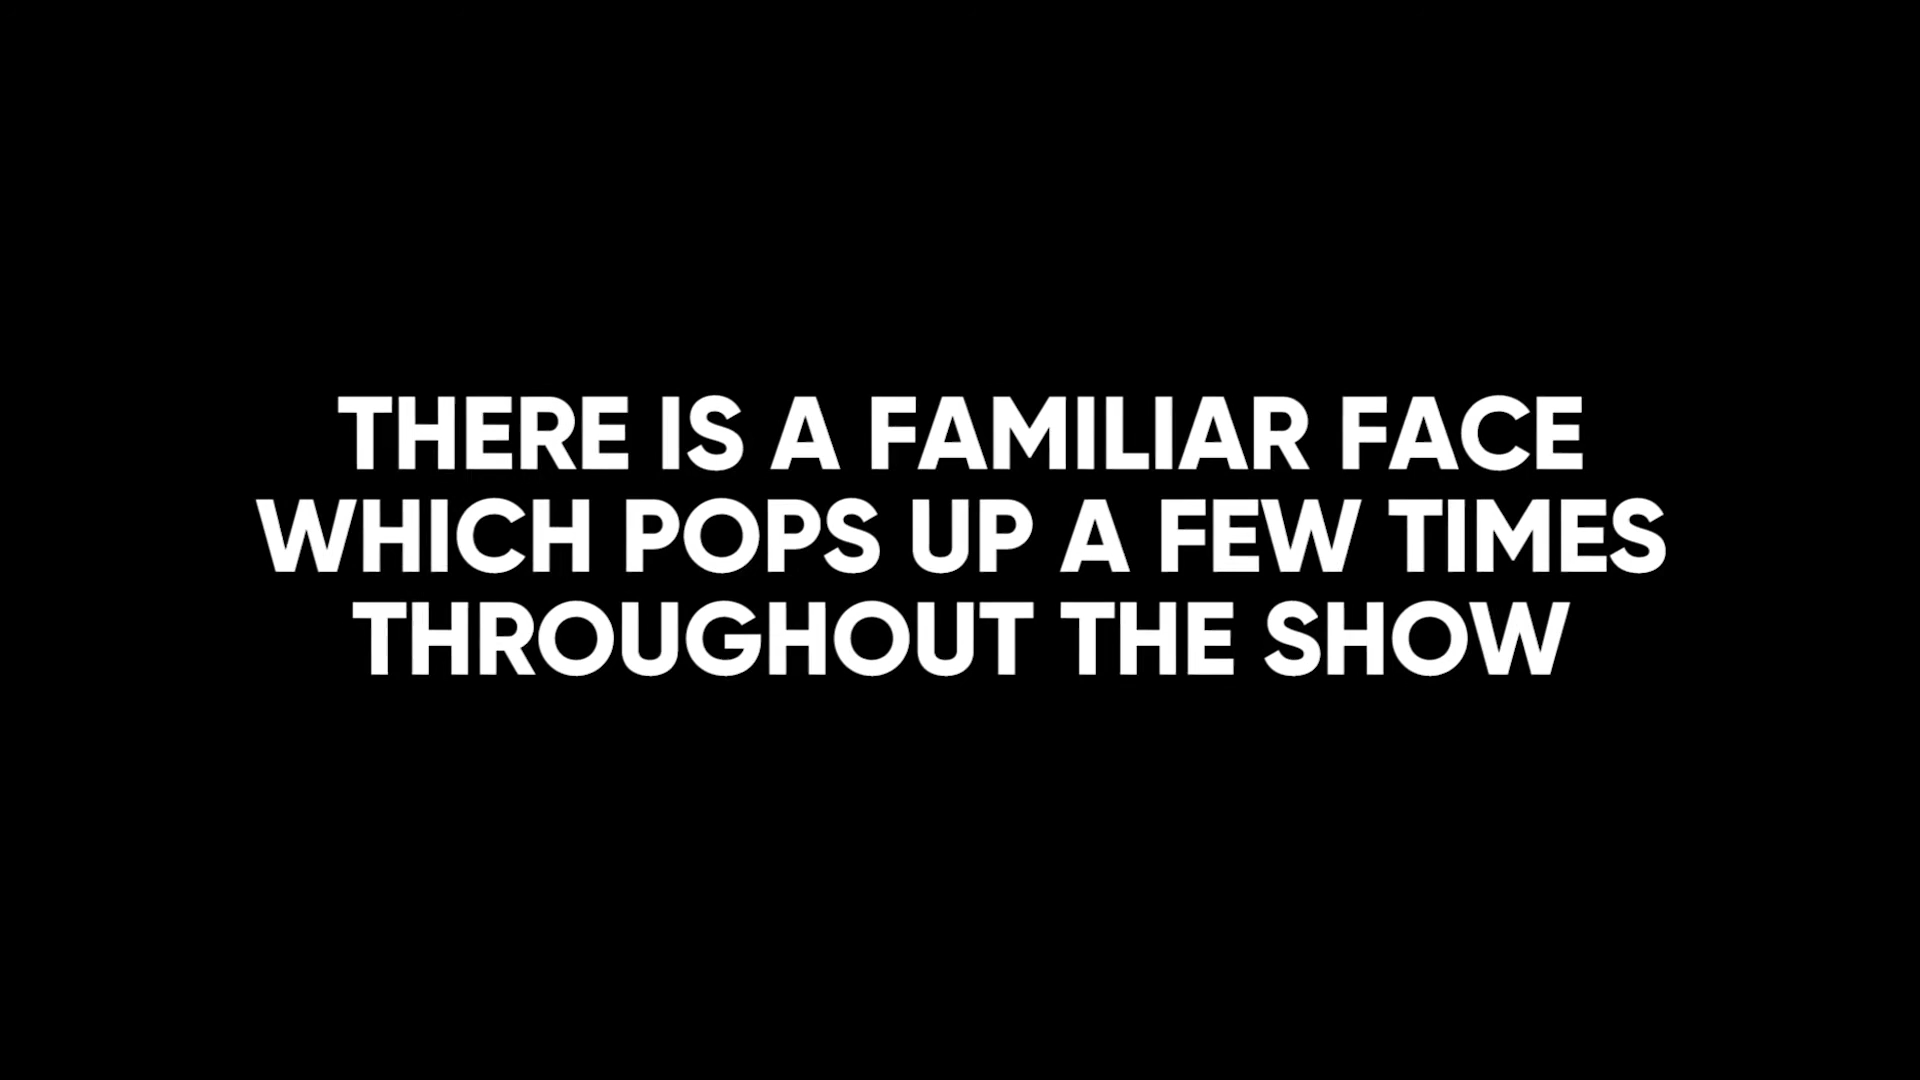 THERE IS A FAMILIAR FACE
WHICH POPS UP A FEW TIMES
THROUGHOUT THE SHOW